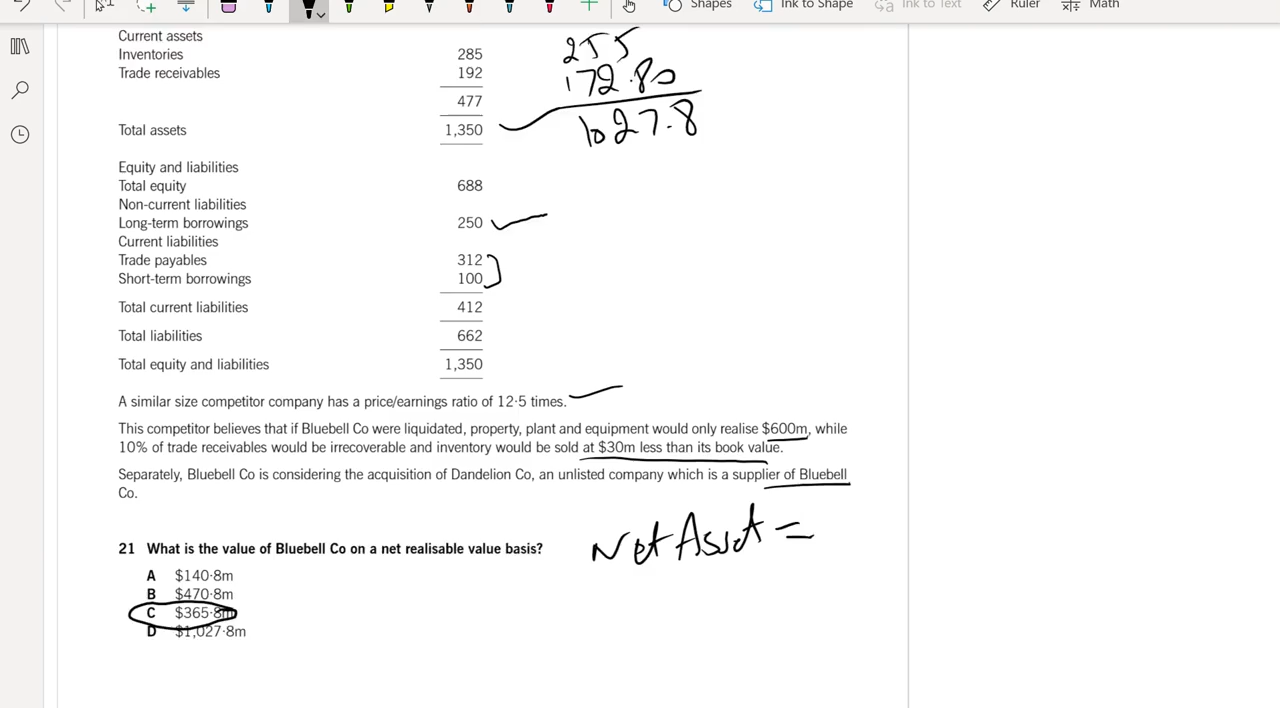 Shapes Ink to Shape Ink to Text Ruler Math
Current assets
Inventories 285
Trade receivables 192
477
Total assets 1,350
255
172.80
1027.8
Equity and liabilities
Total equity 688
Non-current liabilities
Long-term borrowings 250
Current liabilities
Trade payables 312
Short-term borrowings 100
Total current liabilities 412
Total liabilities 662
Total equity and liabilities 1,350
A similar size competitor company has a price/earnings ratio of 12·5 times.
This competitor believes that if Bluebell Co were liquidated, property, plant and equipment would only realise $600m, while
10% of trade receivables would be irrecoverable and inventory would be sold at $30m less than its book value.
Separately, Bluebell Co is considering the acquisition of Dandelion Co, an unlisted company which is a supplier of Bluebell
Co.
Net Asset =
21 What is the value of Bluebell Co on a net realisable value basis?
A $140·8m
B $470·8m
C $365·8m
D $1,027·8m